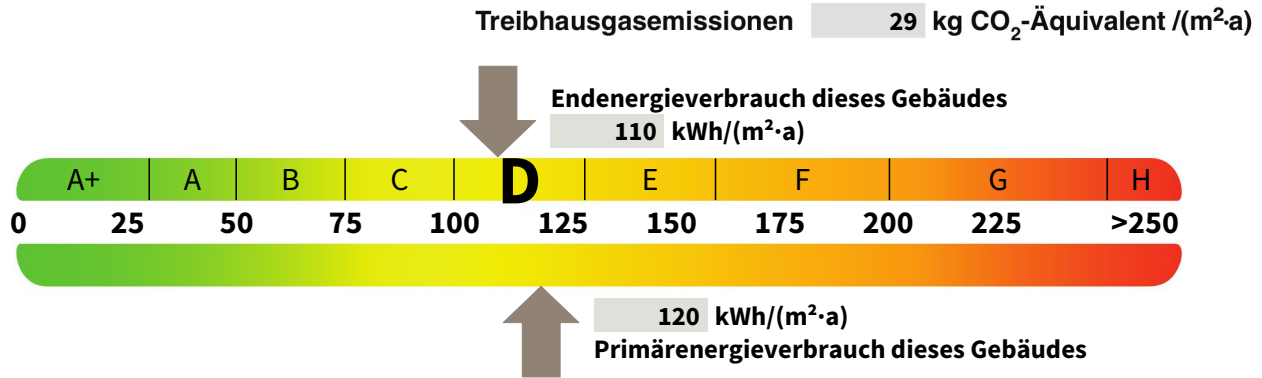 Treibhausgasemissionen 29 kg CO₂-Äquivalent /(m²·a)
Endenergieverbrauch dieses Gebäudes
110 kWh/(m²·a)
A+ A B C D E F G H
0 25 50 75 100 125 150 175 200 225 >250
120 kWh/(m²·a)
Primärenergieverbrauch dieses Gebäudes